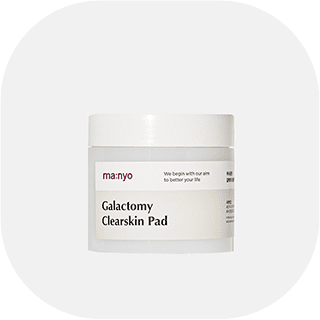 ma:nyo
We begin with our aim
to better your life
Galactomy
Clearskin Pad